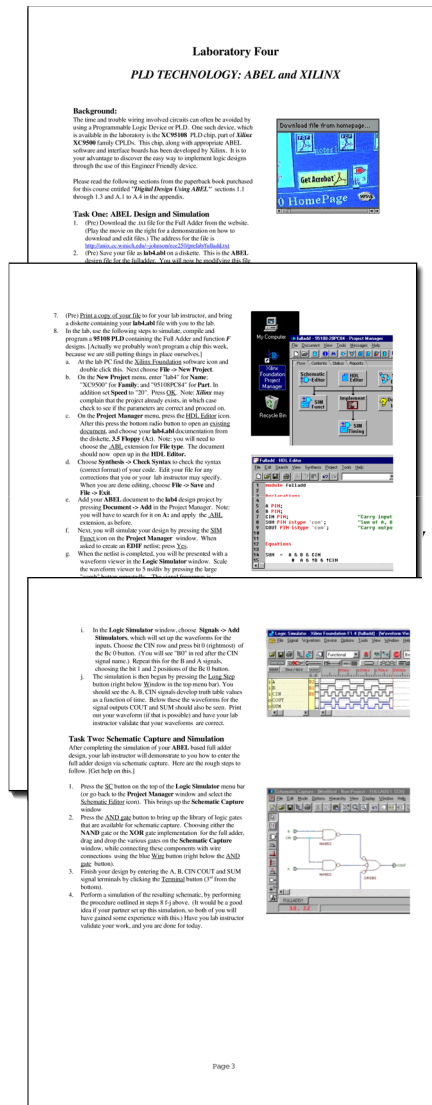 Laboratory Four
PLD TECHNOLOGY: ABEL and XILINX
Background:
The time and trouble wiring involved circuits can often be avoided by
using a Programmable Logic Device or PLD. One such device, which
is available in the laboratory is the XC95108 PLD chip, part of Xilinx
XC9500 family CPLDs. This chip, along with appropriate ABEL
software and interface boards has been developed by Xilinx. It is to
your advantage to discover the easy way to implement logic designs
through the use of this Engineer Friendly device.
Please read the following sections from the paperback book purchased
for this course entitled "Digital Design Using ABEL" sections 1.1
through 1.3 and A.1 to A.4 in the appendix.
Download file from homepage...
notes
Get Acrobat
0 HomePage
Task One: ABEL Design and Simulation
1. (Pre) Download the .txt file for the Full Adder from the website.
(Play the movie on the right for a demonstration on how to
download and edit files.) The address for the file is
2. (Pre) Save your file as lab4.abl on a diskette. This is the ABEL
design file for the fulladder. You will now be modifying this file
7. (Pre) Print a copy of your file to for your lab instructor, and bring
a diskette containing your lab4.abl file with you to the lab.
8. In the lab, use the following steps to simulate, compile and
program a 95108 PLD containing the Full Adder and function F
designs. [Actually we probably won't program a chip this week,
because we are still putting things in place ourselves.]
a. At the lab PC find the Xilinx Foundation software icon and
double click this. Next choose File -> New Project.
b. On the New Project menu, enter "lab4" for Name;
"XC9500" for Family; and "95108PC84" for Part. In
addition set Speed to "20". Press OK. Note: Xilinx may
complain that the project already exists, in which case
check to see if the parameters are correct and proceed on.
c. On the Project Manager menu, press the HDL Editor icon.
After this press the bottom radio button to open an existing
document, and choose your lab4.abl documentation from
the diskette, 3.5 Floppy (A:). Note: you will need to
choose the .ABL extension for File type. The document
should now open up in the HDL Editor.
d. Choose Synthesis -> Check Syntax to check the syntax
(correct format) of your code. Edit your file for any
corrections that you or your lab instructor may specify.
When you are done editing, choose File -> Save and
File -> Exit.
e. Add your ABEL document to the lab4 design project by
pressing Document -> Add in the Project Manager. Note:
you will have to search for it on A: and apply the .ABL
extension, as before.
f. Next, you will simulate your design by pressing the SIM
Funct icon on the Project Manager window. When
asked to create an EDIF netlist; press Yes.
g. When the netlist is completed, you will be presented with a
waveform viewer in the Logic Simulator window. Scale
the waveform viewer to 5 ns/div by pressing the large
My Computer
Xilinx
Foundation
Project
Manager
Recycle Bin
File Document View Project Tools Messages Help
Schematic
Editor
HDL
Editor
SIM
Funct
Implement
SIM
Timing
fulladd - HDL Editor
1 module Fulladd
3 Declarations
5 A PIN;
6 B PIN;
7 CIN PIN;
8 SUM PIN istype 'com';
9 COUT PIN istype 'com';
12 Equations
14 SUM = A & B & CIN
i. In the Logic Simulator window, choose Signals -> Add
Stimulators, which will set up the waveforms for the
inputs. Choose the CIN row and press bit 0 (rightmost) of
the Bc 0 button. (You will see "B0" in red after the CIN
signal name.) Repeat this for the B and A signals,
choosing the bit 1 and 2 positions of the Bc 0 button.
j. The simulation is then begun by pressing the Long Step
button (right below Window in the top menu bar). You
should see the A, B, CIN signals develop truth table values
as a function of time. Below these the waveforms for the
signal outputs COUT and SUM should also be seen. Print
out your waveform (if that is possible) and have your lab
instructor validate that your waveforms are correct.
A
B
CIN
COUT
SUM
Task Two: Schematic Capture and Simulation
After completing the simulation of your ABEL based full adder
design, your lab instructor will demonstrate to you how to enter the
full adder design via schematic capture. Here are the rough steps to
follow. [Get help on this.]
1. Press the SC button on the top of the Logic Simulator menu bar
(or go back to the Project Manager window and select the
Schematic Editor icon). This brings up the Schematic Capture
window
2. Press the AND gate button to bring up the library of logic gates
that are available for schematic capture. Choosing either the
NAND gate or the XOR gate implementation for the full adder,
drag and drop the various gates on the Schematic Capture
window, while connecting these components with wire
connections using the blue Wire button (right below the AND
gate button).
3. Finish your design by entering the A, B, CIN COUT and SUM
signal terminals by clicking the Terminal button (3rd from the
bottom).
4. Perform a simulation of the resulting schematic, by performing
the procedure outlined in steps 8 f-j above. (It would be a good
idea if your partner set up this simulation, so both of you will
have gained some experience with this.) Have you lab instructor
validate your work, and you are done for today.
Page 3